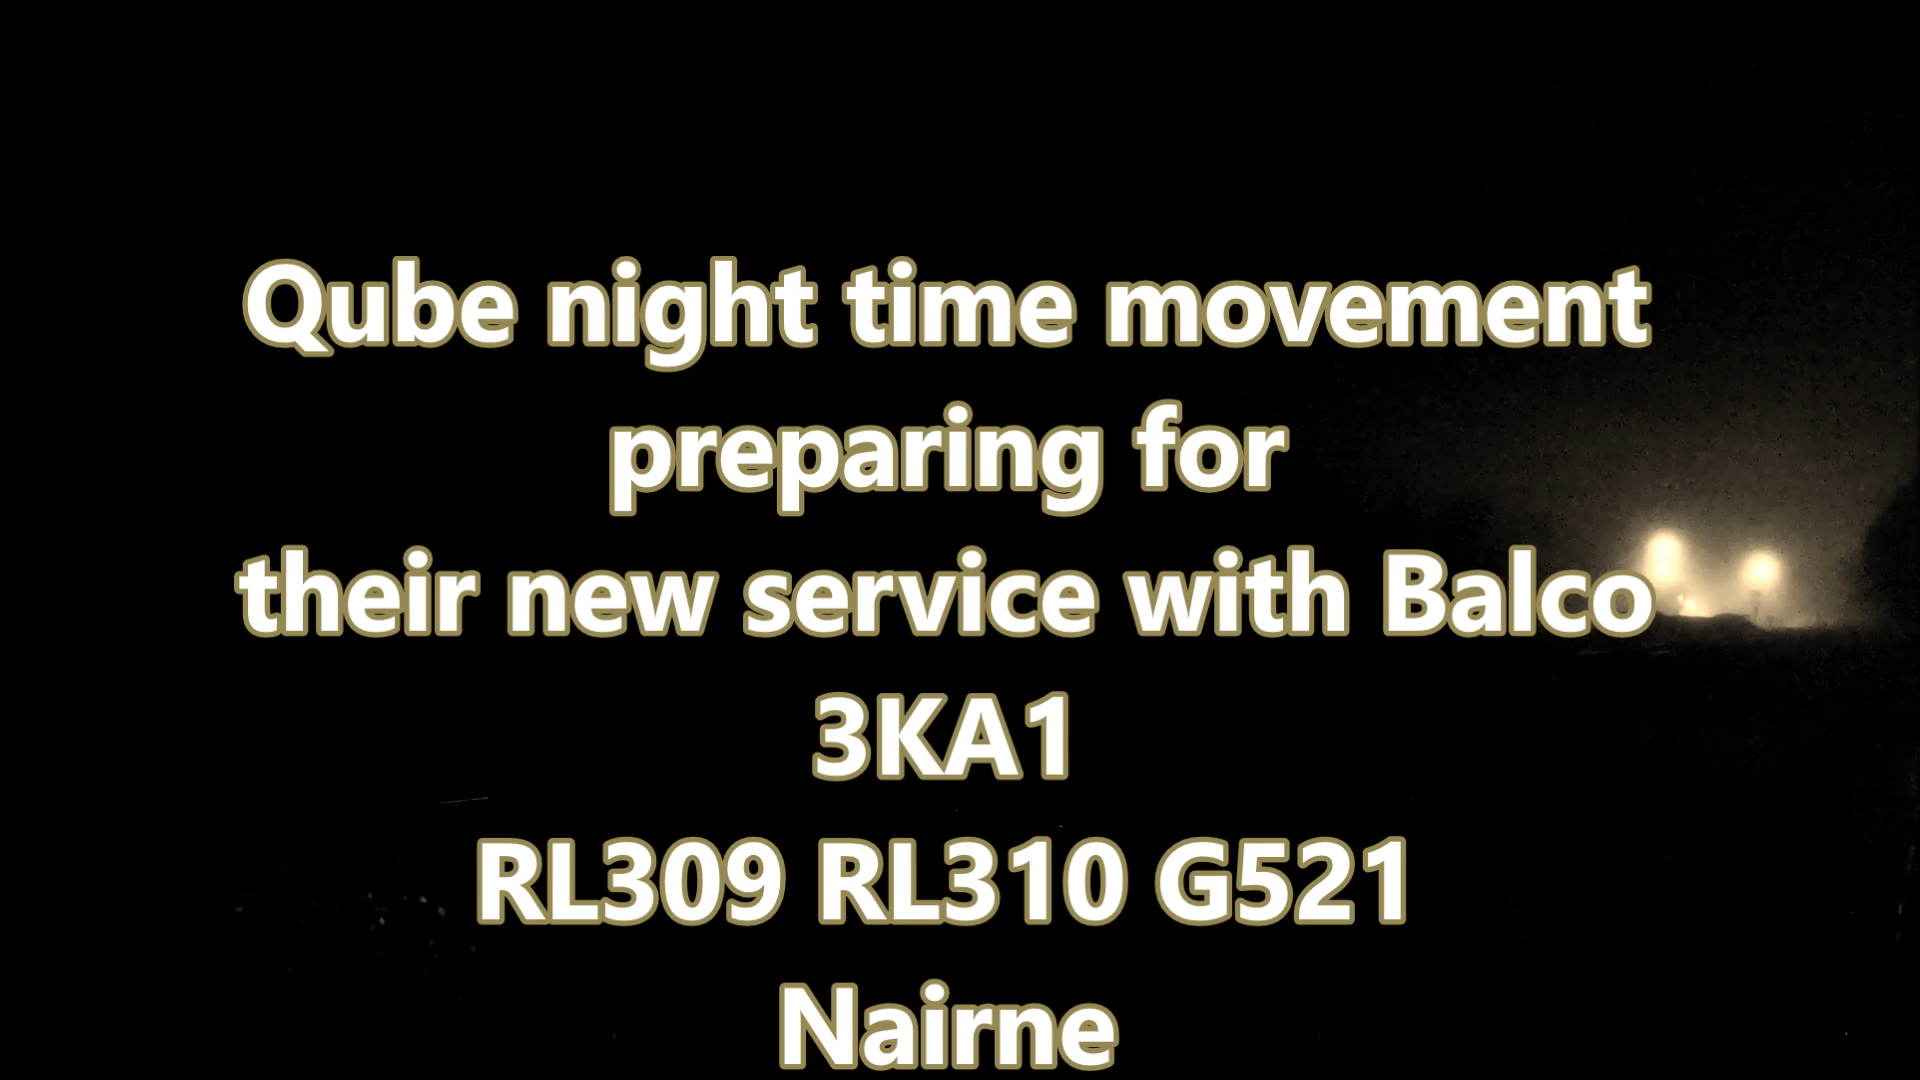 Qube night time movement
preparing for
their new service with Balco
3KA1
RL309 RL310 G521
Nairne